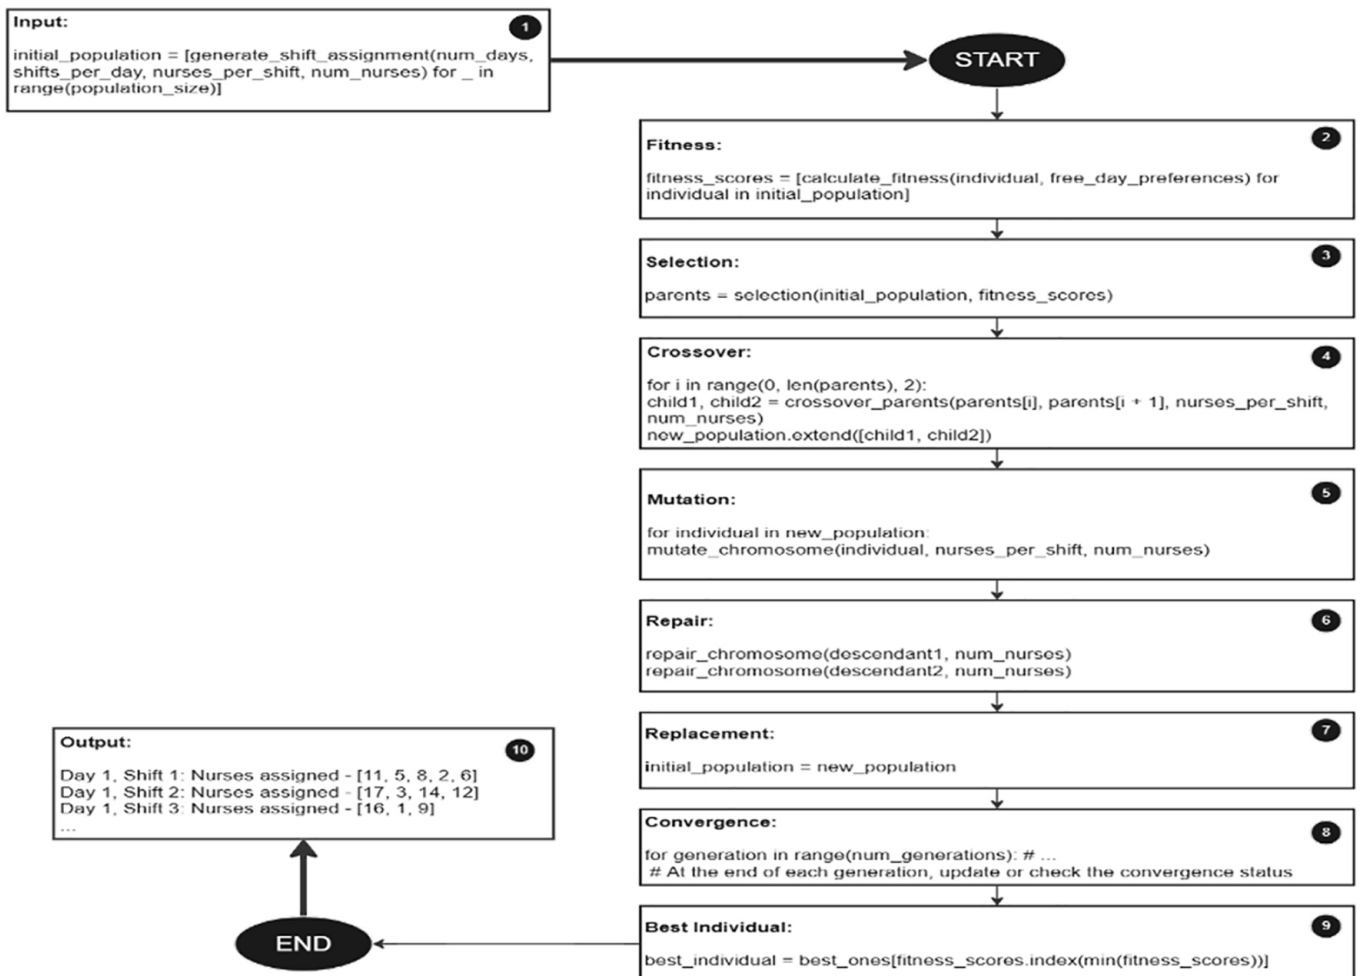 Input:
1
initial_population = [generate_shift_assignment(num_days,
shifts_per_day, nurses_per_shift, num_nurses) for _ in
range(population_size)]
START
2
Fitness:
fitness_scores = [calculate_fitness(individual, free_day_preferences) for
individual in initial_population]
3
Selection:
parents = selection(initial_population, fitness_scores)
4
Crossover:
for i in range(0, len(parents), 2):
child1, child2 = crossover_parents(parents[i], parents[i + 1], nurses_per_shift,
num_nurses)
new_population.extend([child1, child2])
5
Mutation:
for individual in new_population:
mutate_chromosome(individual, nurses_per_shift, num_nurses)
6
Repair:
repair_chromosome(descendant1, num_nurses)
repair_chromosome(descendant2, num_nurses)
7
Replacement:
initial_population = new_population
8
Convergence:
for generation in range(num_generations): # ...
# At the end of each generation, update or check the convergence status
9
Best Individual:
best_individual = best_ones[fitness_scores.index(min(fitness_scores))]
END
10
Output:
Day 1, Shift 1: Nurses assigned - [11, 5, 8, 2, 6]
Day 1, Shift 2: Nurses assigned - [17, 3, 14, 12]
Day 1, Shift 3: Nurses assigned - [16, 1, 9]
...